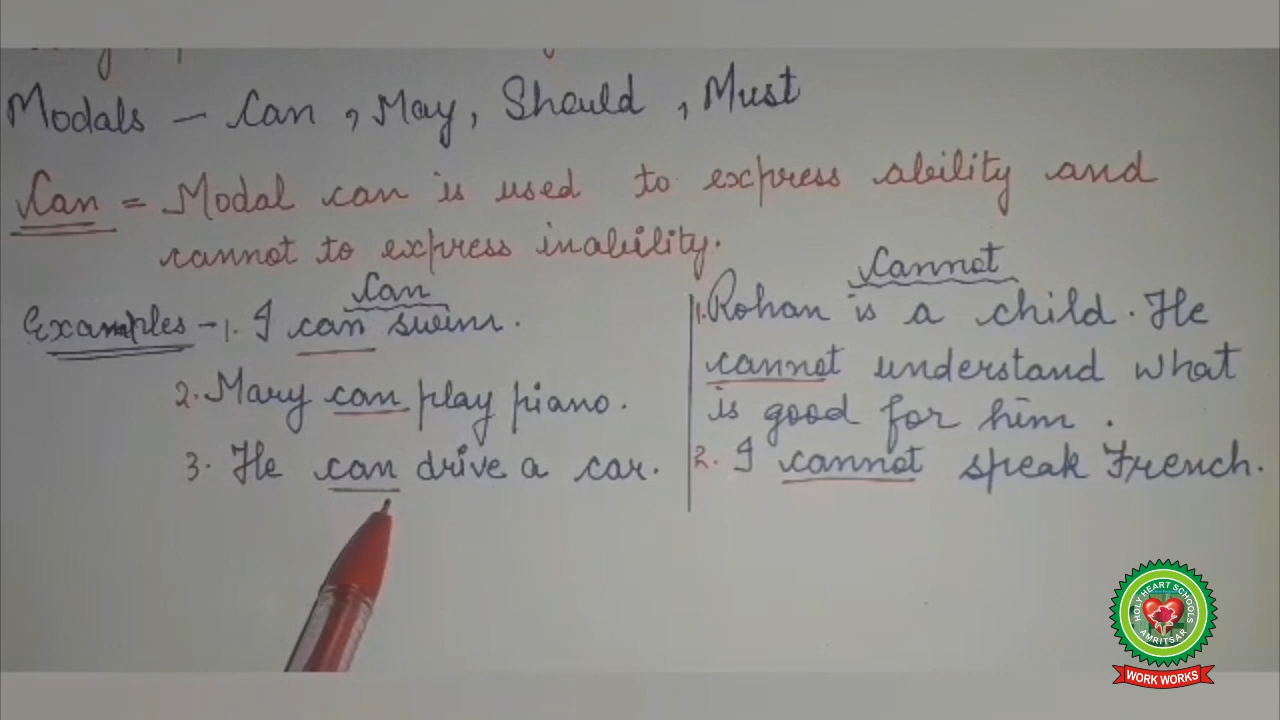 Modals - Can, May, Should, Must
Can = Modal can is used to express ability and
cannot to express inability.
Can
Examples - 1. I can swim.
2. Mary can play piano.
3. He can drive a car.
Cannot
1. Rohan is a child. He
cannot understand what
is good for him.
2. I cannot speak French.
HOLY HEART SCHOOLS
AMRITSAR
WORK WORKS